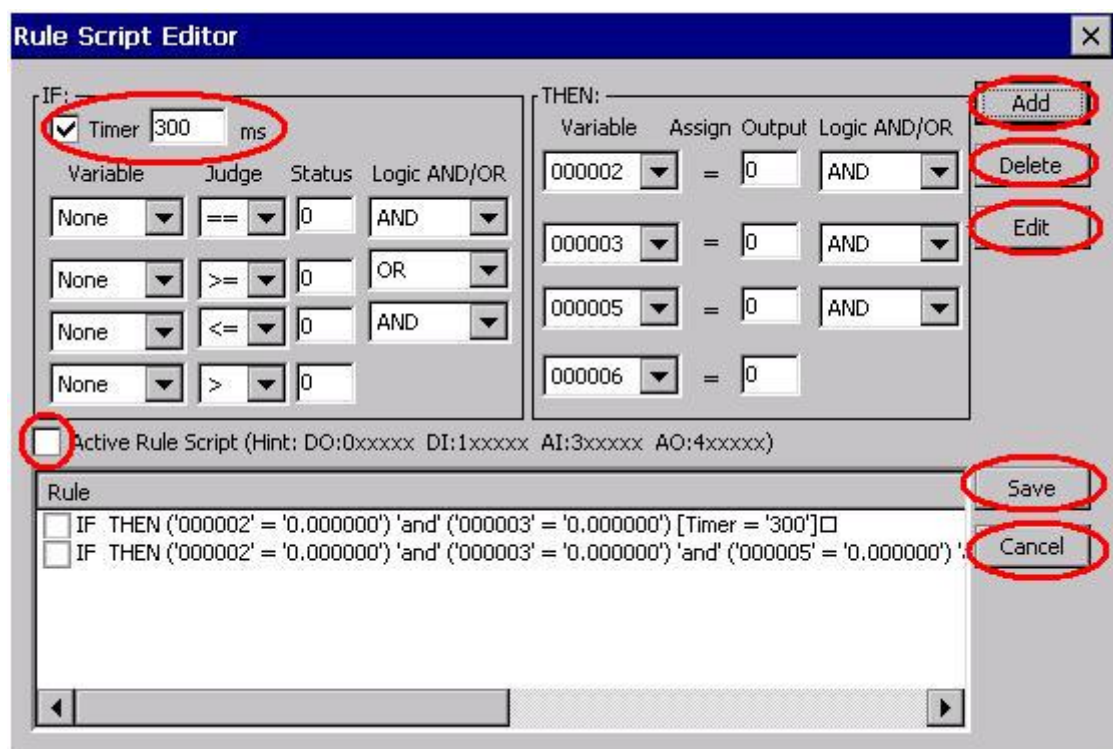 Rule Script Editor
IF:
Timer 300 ms
Variable Judge Status Logic AND/OR
None == 0 AND
None >= 0 OR
None <= 0 AND
None > 0
THEN:
Variable Assign Output Logic AND/OR
000002 = 0 AND
000003 = 0 AND
000005 = 0 AND
000006 = 0
Add
Delete
Edit
Active Rule Script (Hint: DO:0xxxxx DI:1xxxxx AI:3xxxxx AO:4xxxxx)
Rule
IF THEN ('000002' = '0.000000') 'and' ('000003' = '0.000000') [Timer = '300']
IF THEN ('000002' = '0.000000') 'and' ('000003' = '0.000000') 'and' ('000005' = '0.000000')
Save
Cancel